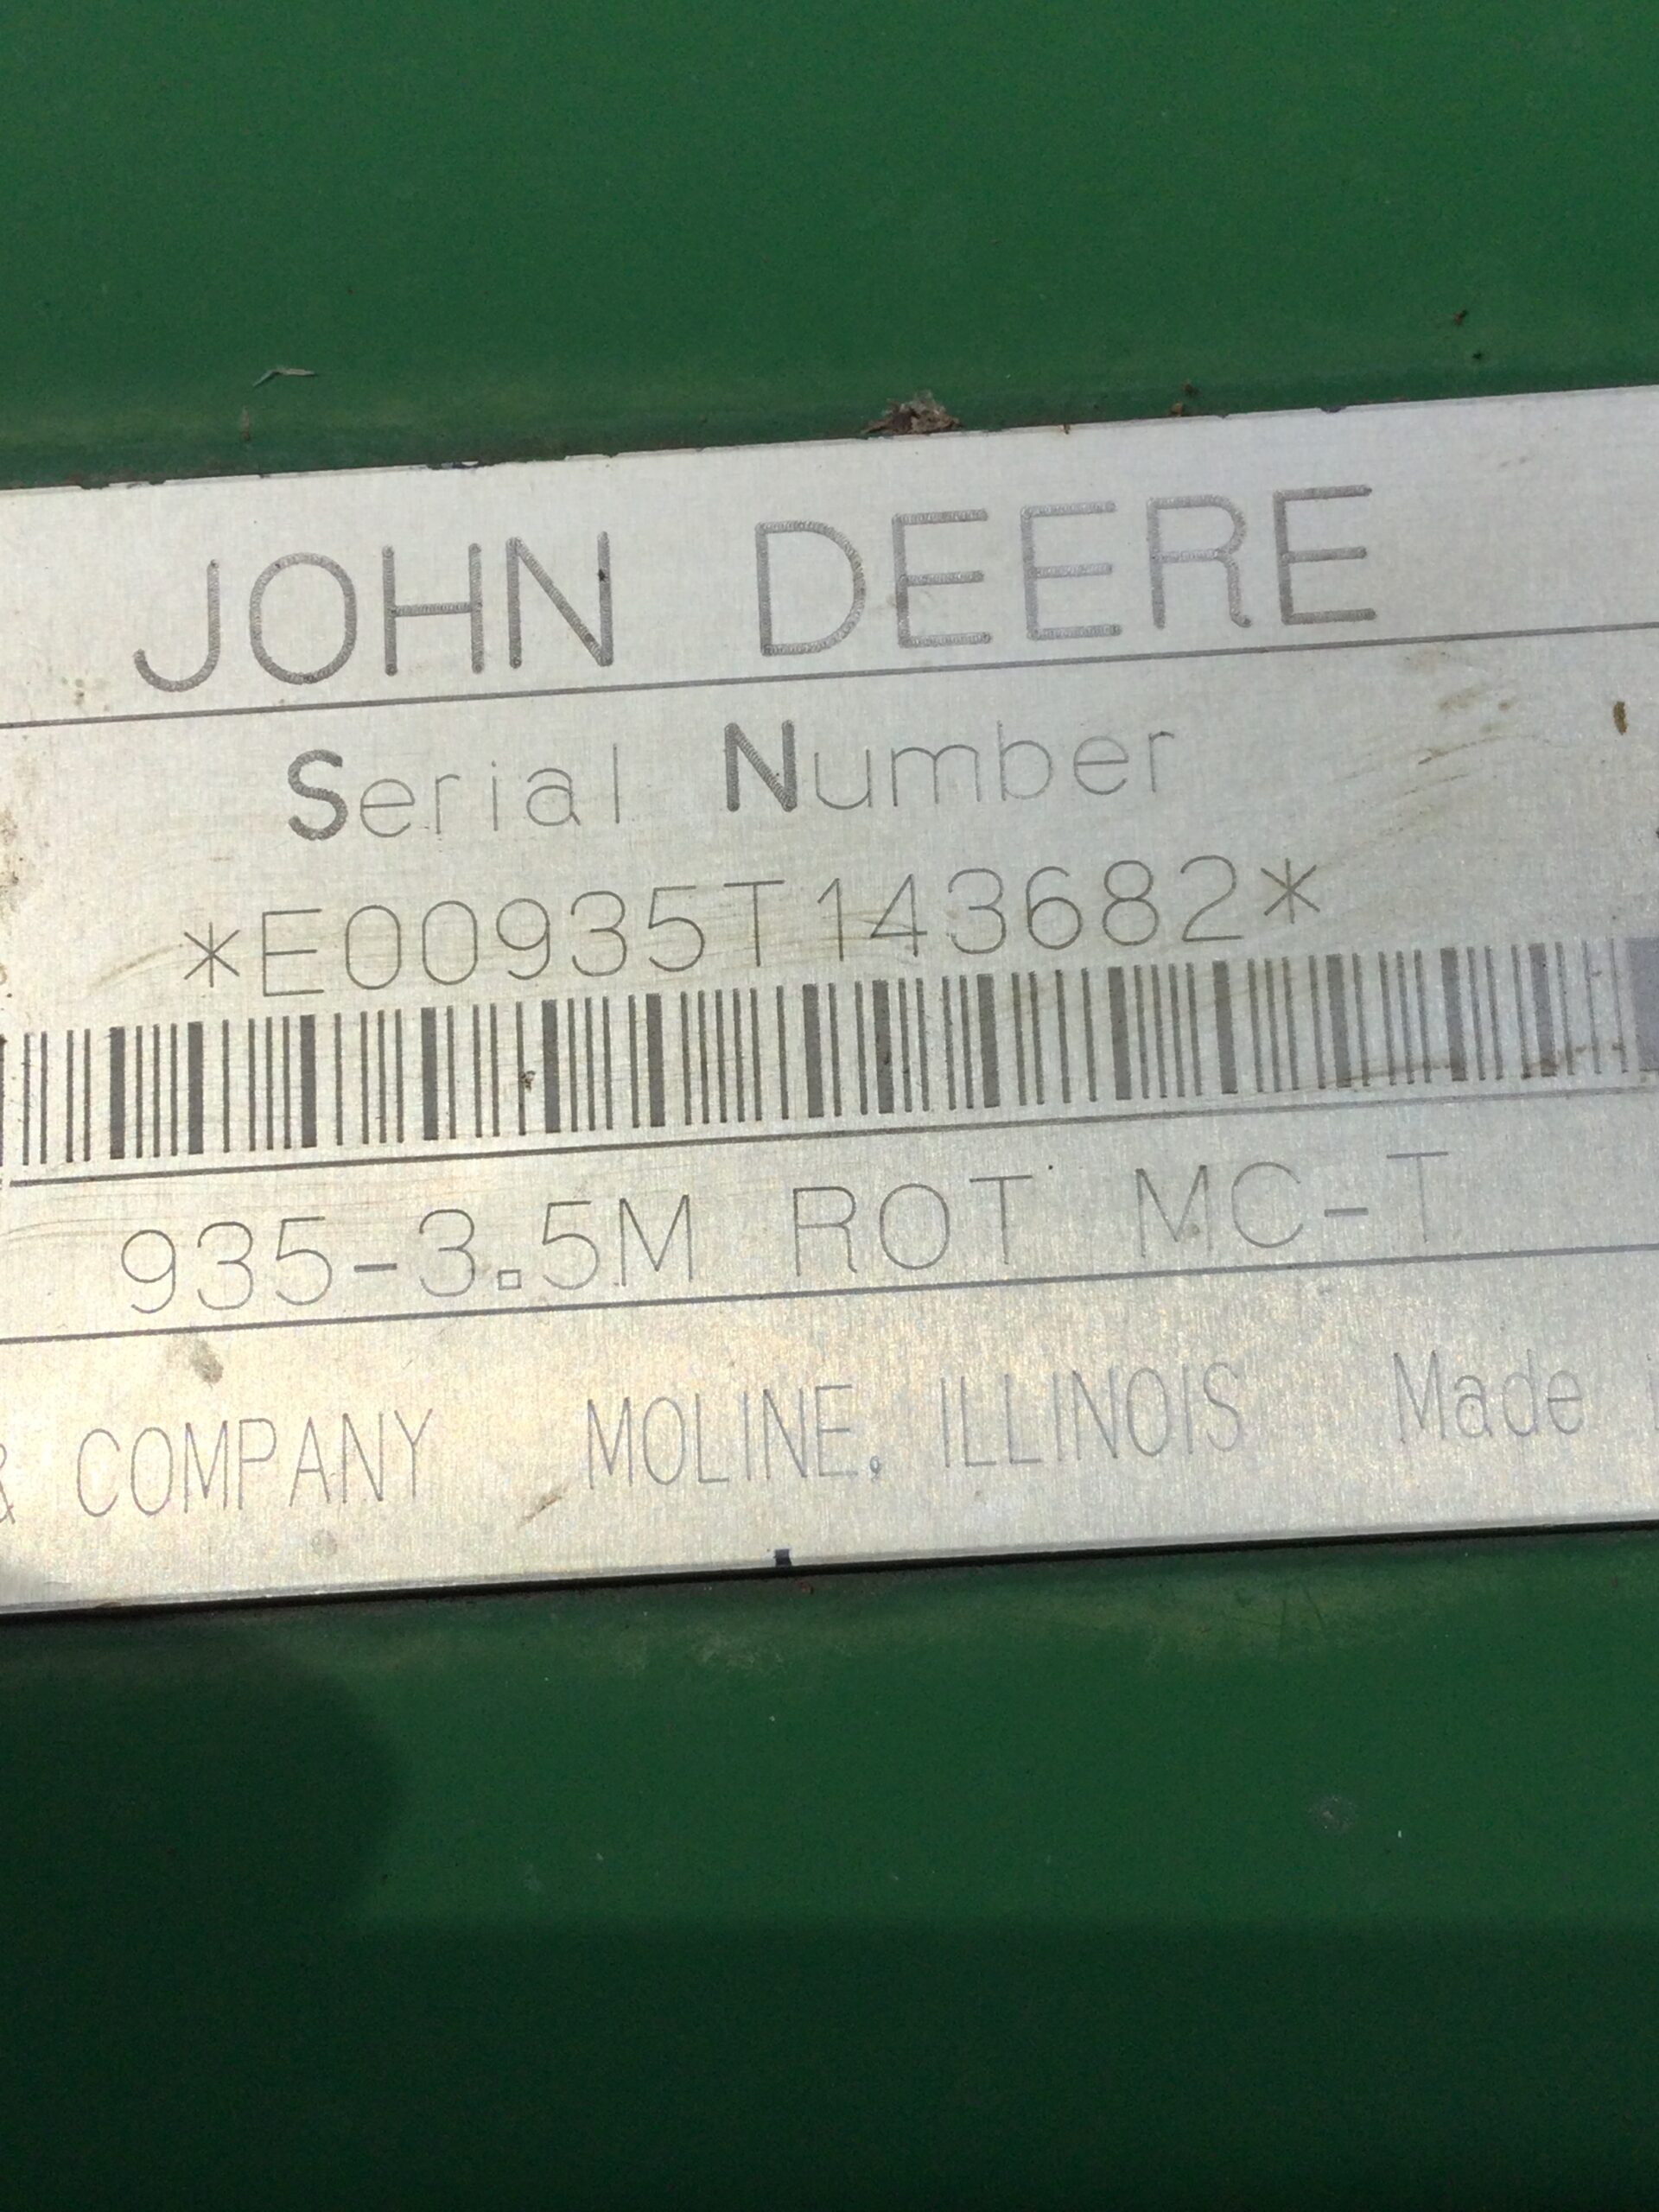 JOHN DEERE
Serial Number
*E00935T143682*
935-3.5M ROT MC-T
& COMPANY MOLINE, ILLINOIS Made